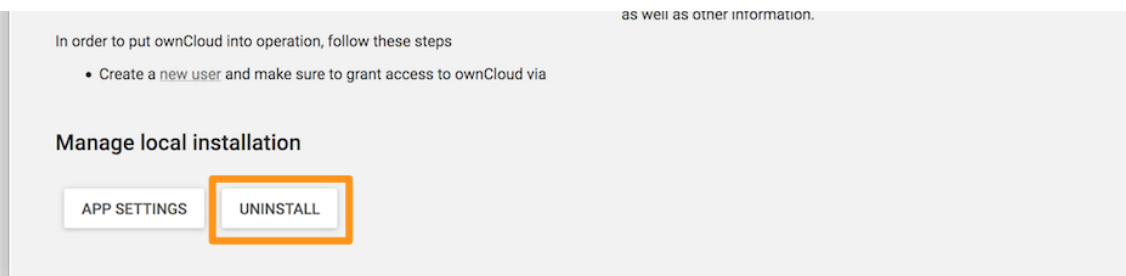 as well as other information.
In order to put ownCloud into operation, follow these steps
• Create a new user and make sure to grant access to ownCloud via
Manage local installation
APP SETTINGS UNINSTALL